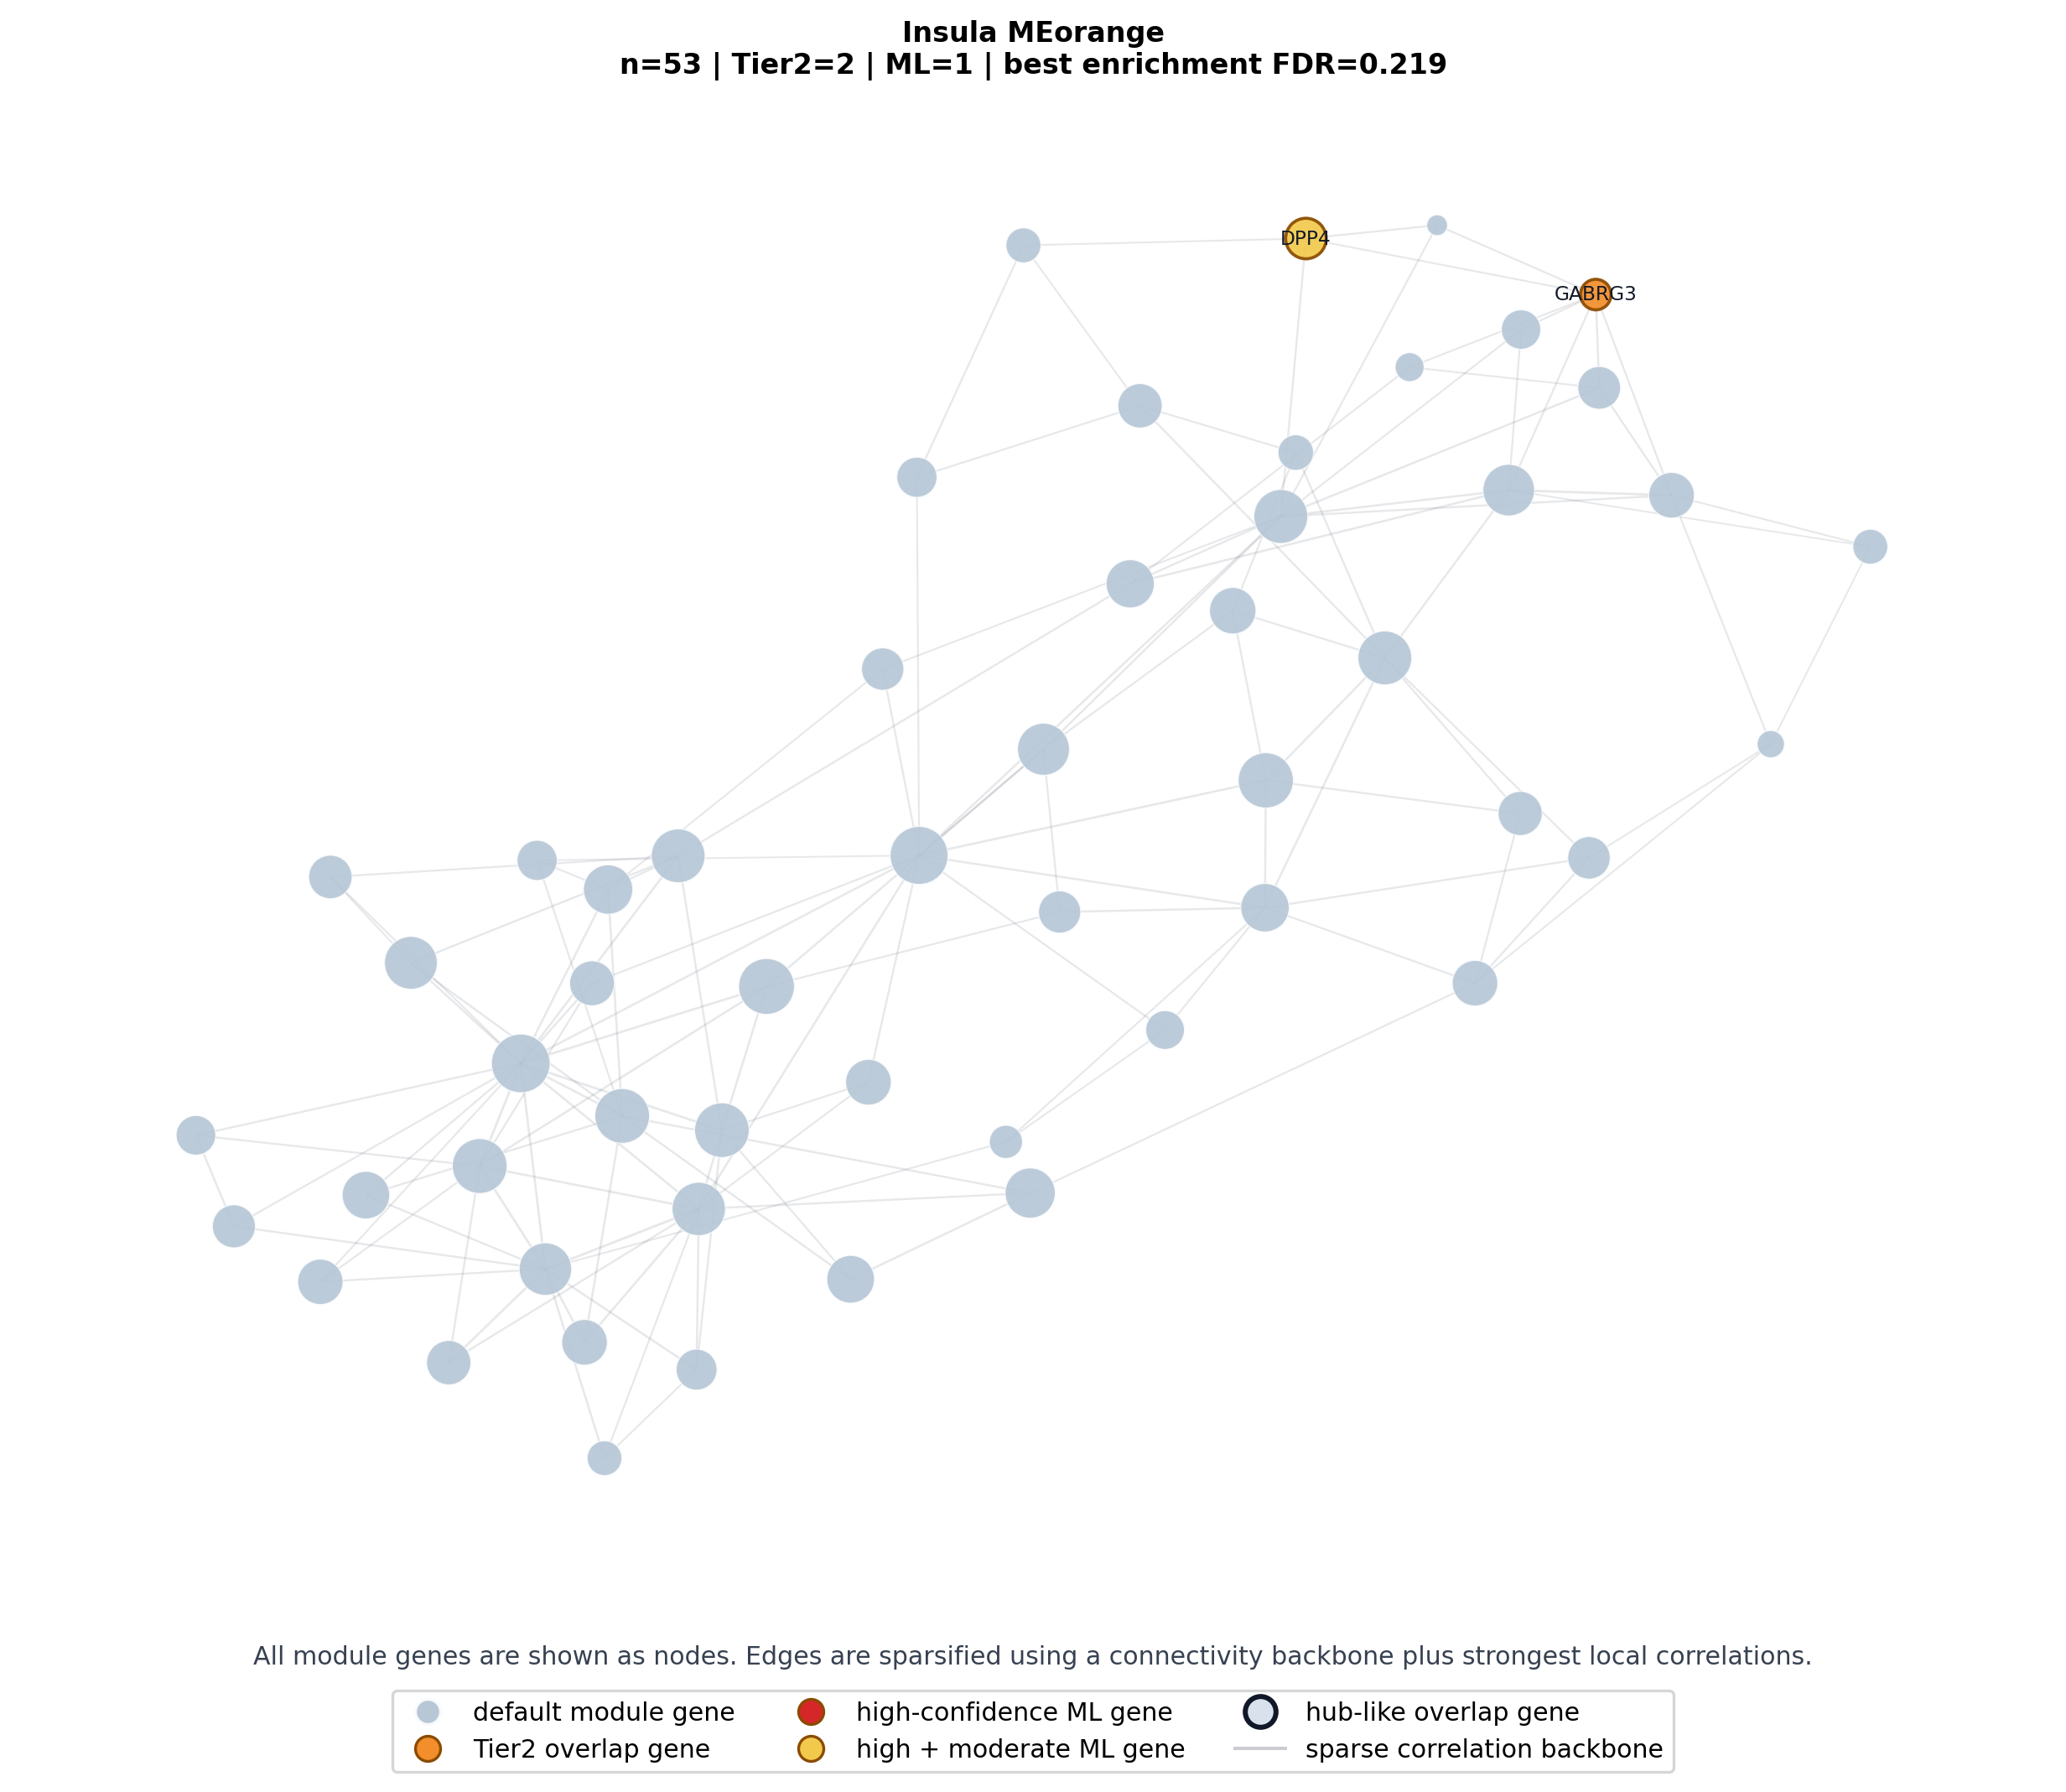 Insula MEorange
n=53 | Tier2=2 | ML=1 | best enrichment FDR=0.219
DPP4
GABRG3
All module genes are shown as nodes. Edges are sparsified using a connectivity backbone plus strongest local correlations.
default module gene
Tier2 overlap gene
high-confidence ML gene
high + moderate ML gene
hub-like overlap gene
sparse correlation backbone